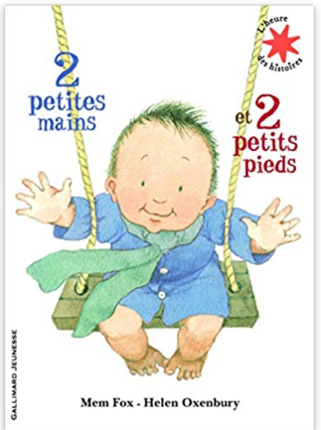 L'heure
des histoires
2
petites
mains
et 2
petits
pieds
GALLIMARD JEUNESSE
Mem Fox - Helen Oxenbury